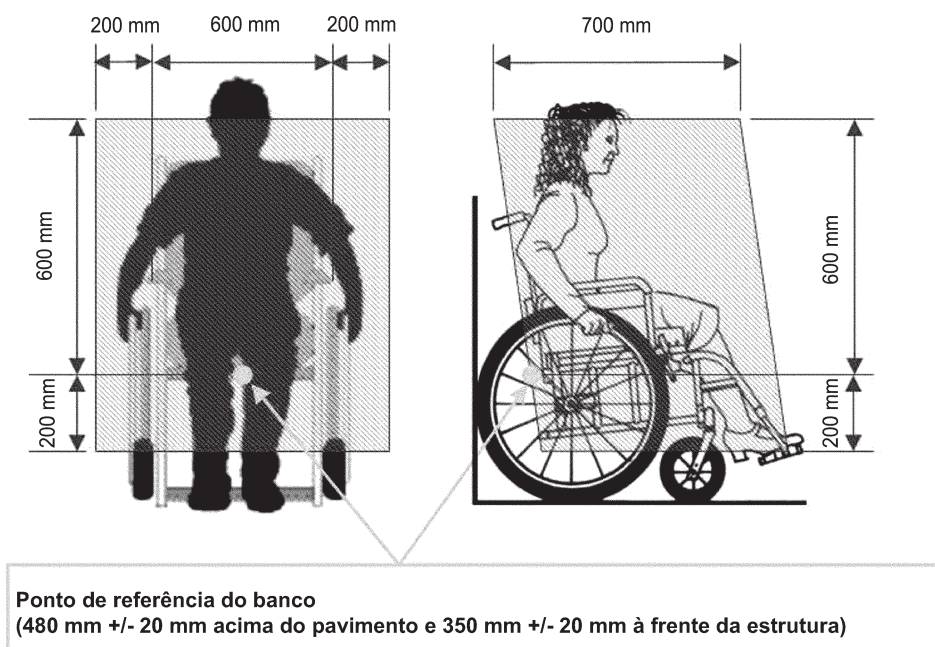 200 mm 600 mm 200 mm 700 mm
600 mm
200 mm
600 mm
200 mm
Ponto de referência do banco
(480 mm +/- 20 mm acima do pavimento e 350 mm +/- 20 mm à frente da estrutura)